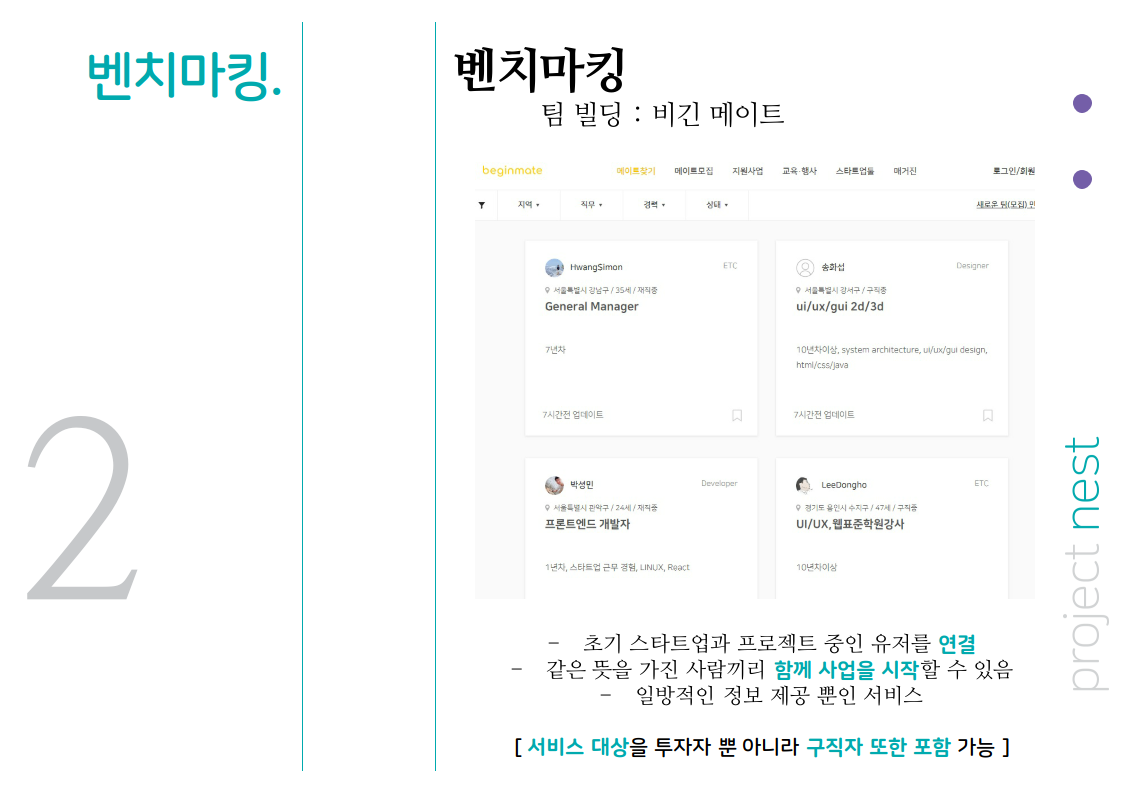 벤치마킹.
2
벤치마킹
팀 빌딩 : 비긴 메이트
beginmate 메이트찾기 메이트모집 지원사업 교육·행사 스타트업툴 매거진 로그인/회원
지역 직무 경력 상태 새로운 팀(모집) 만
HwangSimon ETC
서울특별시 강남구 / 35세 / 재직중
General Manager
7년차
7시간전 업데이트
송화섭 Designer
서울특별시 강서구 / 구직중
ui/ux/gui 2d/3d
10년차이상, system architecture, ui/ux/gui design,
html/css/java
7시간전 업데이트
박성민 Developer
서울특별시 관악구 / 24세 / 재직중
프론트엔드 개발자
1년차, 스타트업 근무 경험, LINUX, React
LeeDongho ETC
경기도 용인시 수지구 / 47세 / 구직중
UI/UX,웹표준학원강사
10년차이상
- 초기 스타트업과 프로젝트 중인 유저를 연결
- 같은 뜻을 가진 사람끼리 함께 사업을 시작할 수 있음
- 일방적인 정보 제공 뿐인 서비스
[ 서비스 대상을 투자자 뿐 아니라 구직자 또한 포함 가능 ]
project nest